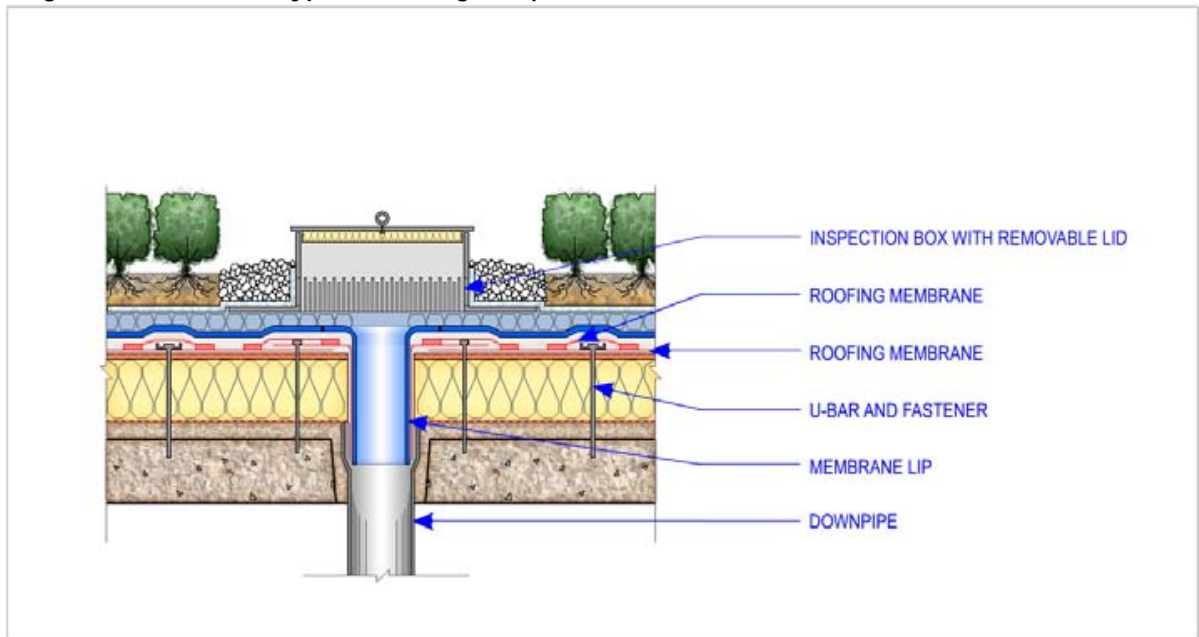 INSPECTION BOX WITH REMOVABLE LID
ROOFING MEMBRANE
ROOFING MEMBRANE
U-BAR AND FASTENER
MEMBRANE LIP
DOWNPIPE